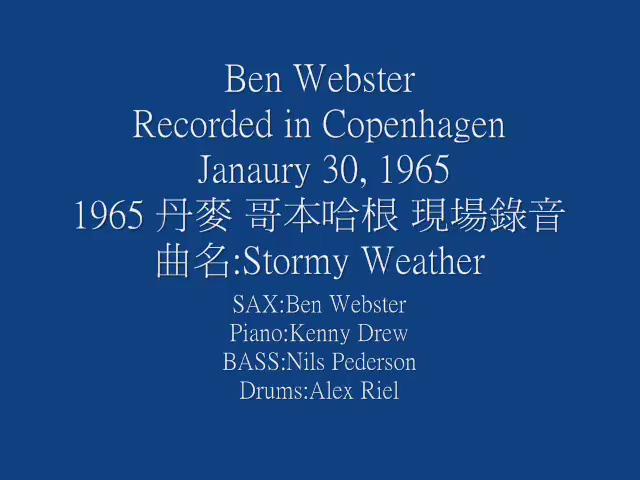 Ben Webster
Recorded in Copenhagen
Janaury 30, 1965
1965 丹麥 哥本哈根 現場錄音
曲名:Stormy Weather
SAX:Ben Webster
Piano:Kenny Drew
BASS:Nils Pederson
Drums:Alex Riel